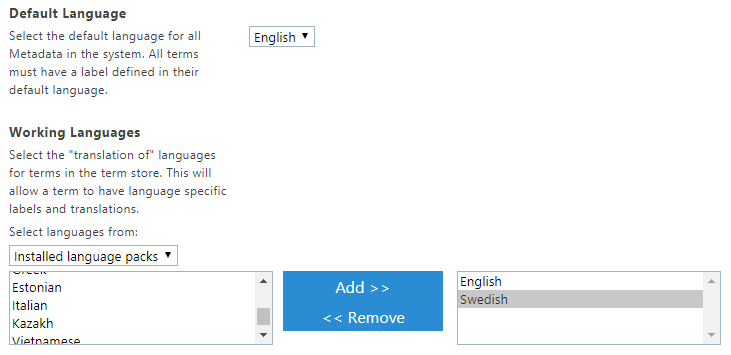 Default Language
Select the default language for all
Metadata in the system. All terms
must have a label defined in their
default language.
English
Working Languages
Select the "translation of" languages
for terms in the term store. This will
allow a term to have language specific
labels and translations.
Select languages from:
Installed language packs
Greek
Estonian
Italian
Kazakh
Vietnamese
Add >>
<< Remove
English
Swedish